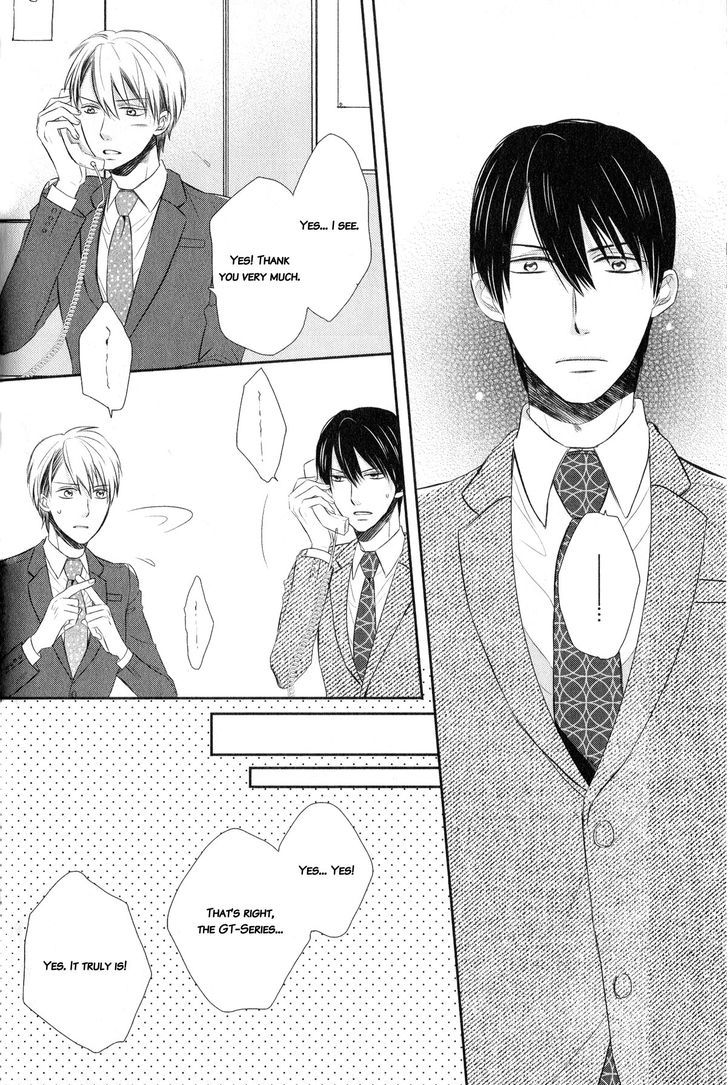 ......
YES... I SEE.
YES! THANK
YOU VERY MUCH.
YES... YES!
THAT'S RIGHT,
THE GT-SERIES...
YES. IT TRULY IS!